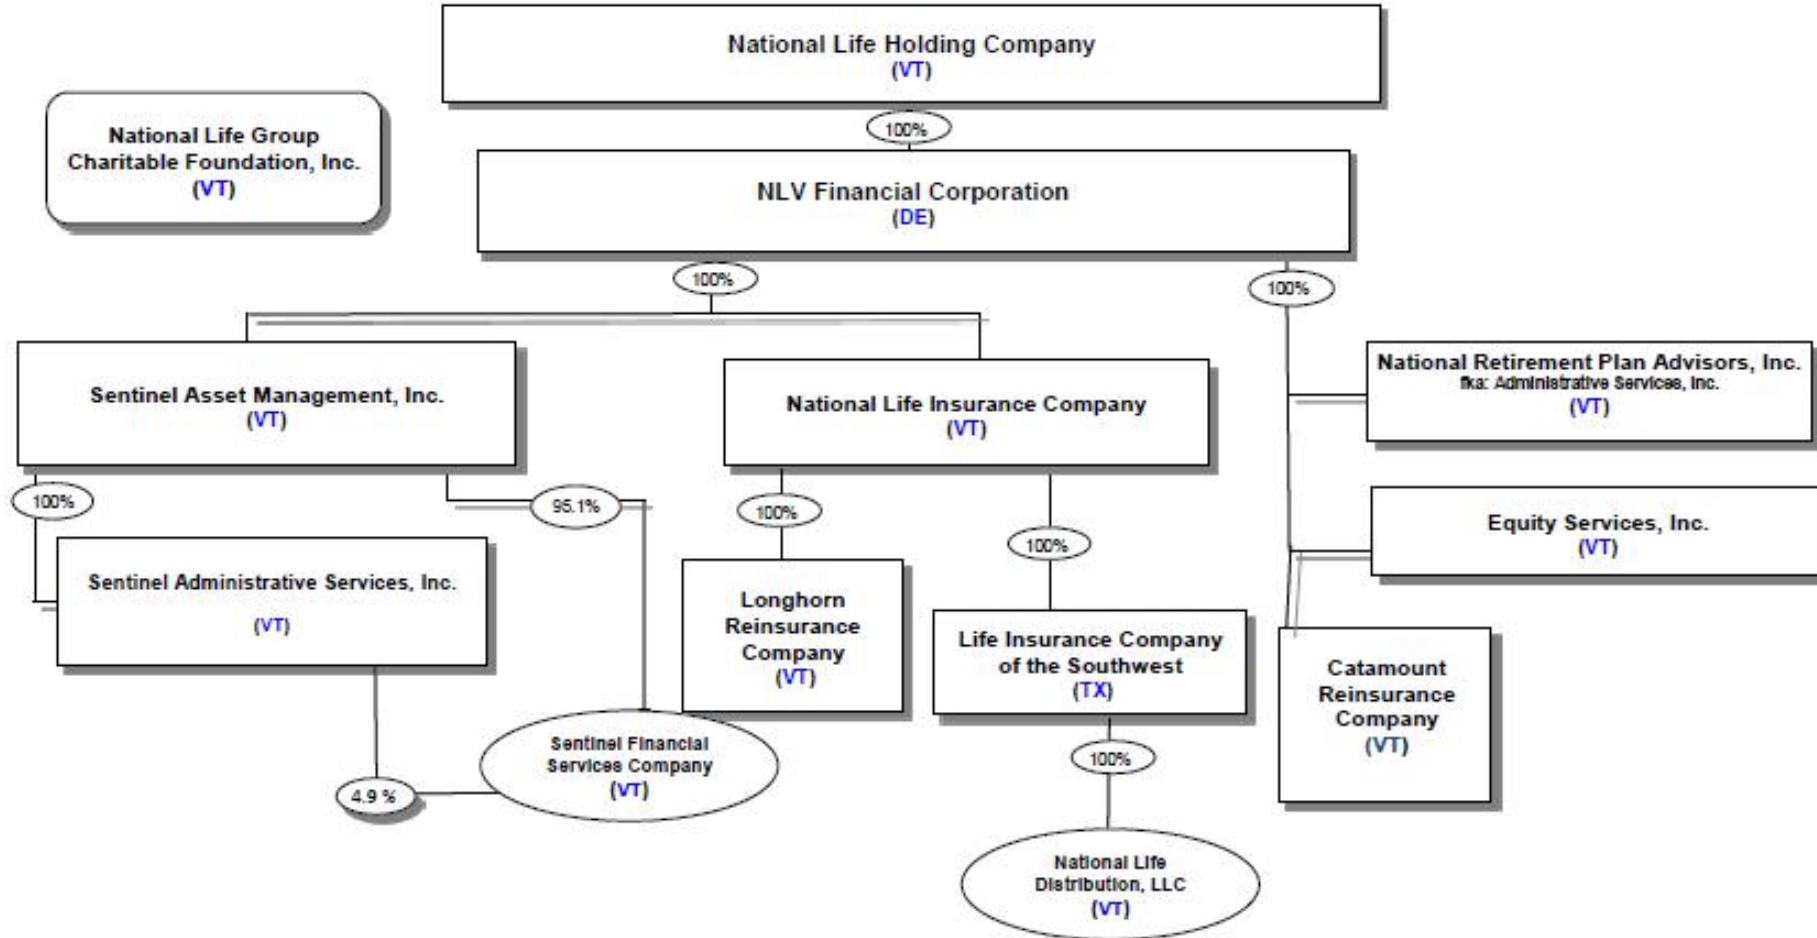 National Life Holding Company
(VT)
National Life Group
Charitable Foundation, Inc.
(VT)
100%
NLV Financial Corporation
(DE)
100%
100%
Sentinel Asset Management, Inc.
(VT)
National Life Insurance Company
(VT)
National Retirement Plan Advisors, Inc.
fka: Administrative Services, Inc.
(VT)
100%
95.1%
100%
100%
Equity Services, Inc.
(VT)
Sentinel Administrative Services, Inc.
(VT)
Longhorn
Reinsurance
Company
(VT)
Life Insurance Company
of the Southwest
(TX)
Catamount
Reinsurance
Company
(VT)
Sentinel Financial
Services Company
(VT)
4.9 %
100%
National Life
Distribution, LLC
(VT)